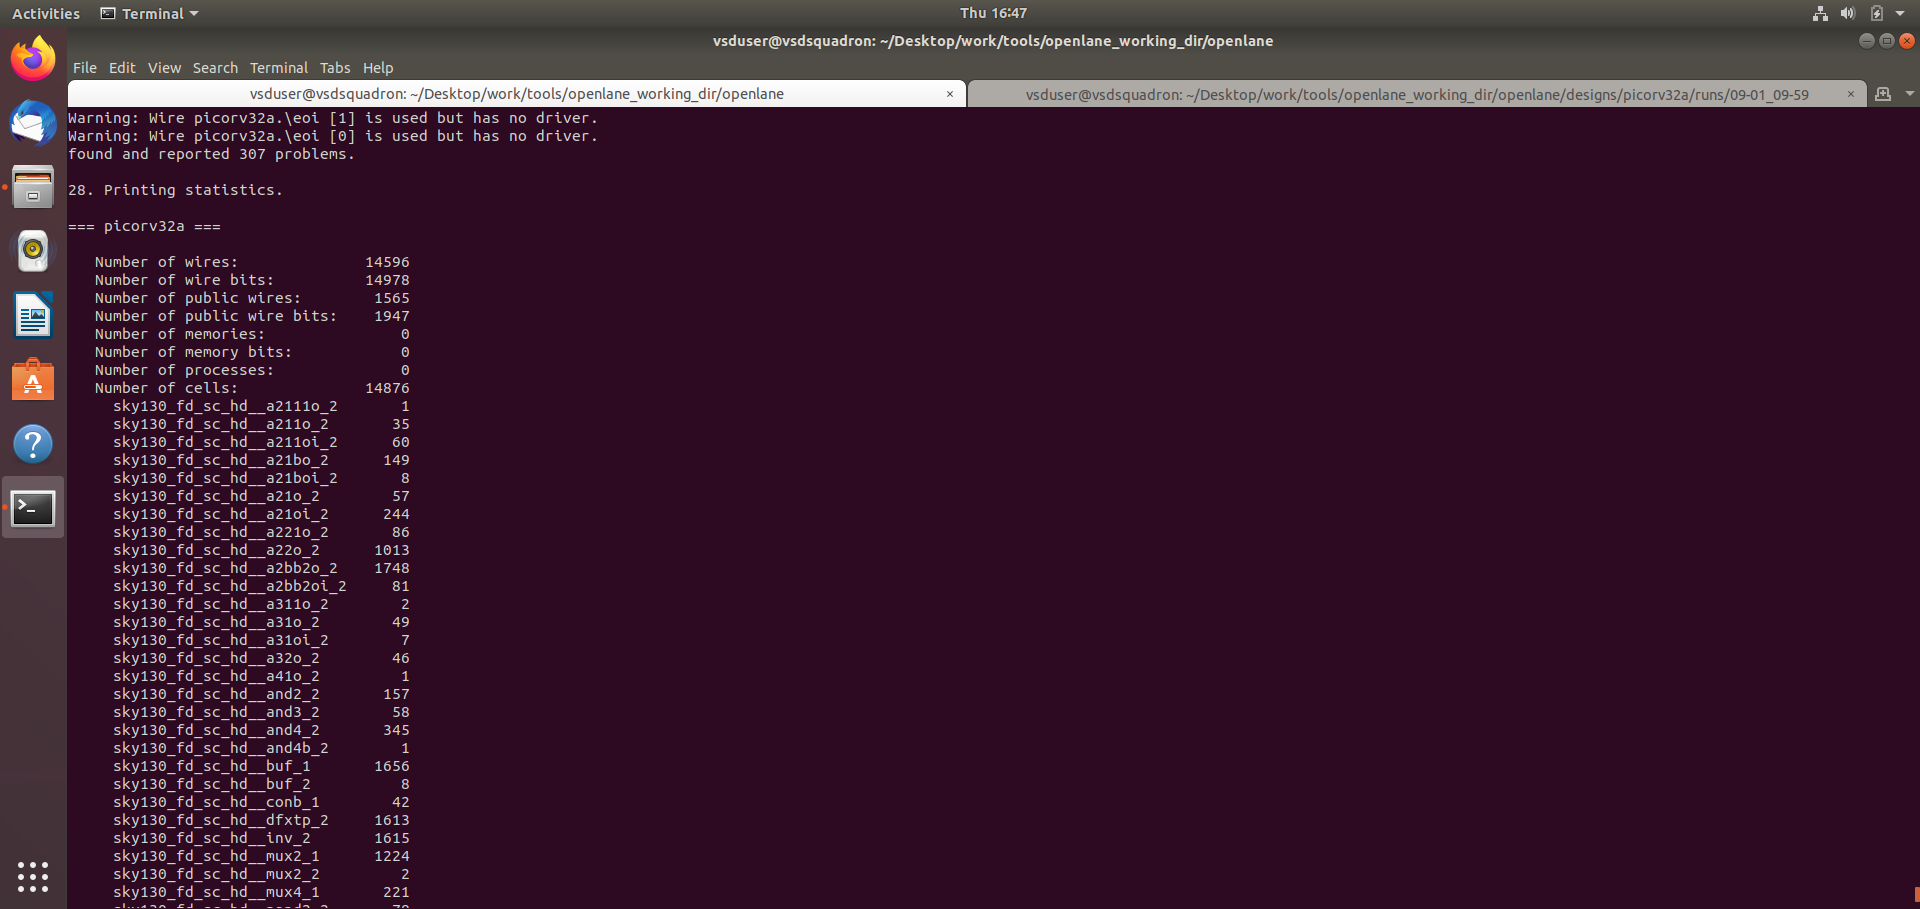 Activities Terminal Thu 16:47
vsduser@vsdsquadron: ~/Desktop/work/tools/openlane_working_dir/openlane
File Edit View Search Terminal Tabs Help
vsduser@vsdsquadron: ~/Desktop/work/tools/openlane_working_dir/openlane × vsduser@vsdsquadron: ~/Desktop/work/tools/openlane_working_dir/openlane/designs/picorv32a/runs/09-01_09-59 ×
Warning: Wire picorv32a.\eoi [1] is used but has no driver.
Warning: Wire picorv32a.\eoi [0] is used but has no driver.
found and reported 307 problems.
28. Printing statistics.
=== picorv32a ===
Number of wires: 14596
Number of wire bits: 14978
Number of public wires: 1565
Number of public wire bits: 1947
Number of memories: 0
Number of memory bits: 0
Number of processes: 0
Number of cells: 14876
sky130_fd_sc_hd__a2111o_2 1
sky130_fd_sc_hd__a211o_2 35
sky130_fd_sc_hd__a211oi_2 60
sky130_fd_sc_hd__a21bo_2 149
sky130_fd_sc_hd__a21boi_2 8
sky130_fd_sc_hd__a21o_2 57
sky130_fd_sc_hd__a21oi_2 244
sky130_fd_sc_hd__a221o_2 86
sky130_fd_sc_hd__a22o_2 1013
sky130_fd_sc_hd__a2bb2o_2 1748
sky130_fd_sc_hd__a2bb2oi_2 81
sky130_fd_sc_hd__a311o_2 2
sky130_fd_sc_hd__a31o_2 49
sky130_fd_sc_hd__a31oi_2 7
sky130_fd_sc_hd__a32o_2 46
sky130_fd_sc_hd__a41o_2 1
sky130_fd_sc_hd__and2_2 157
sky130_fd_sc_hd__and3_2 58
sky130_fd_sc_hd__and4_2 345
sky130_fd_sc_hd__and4b_2 1
sky130_fd_sc_hd__buf_1 1656
sky130_fd_sc_hd__buf_2 8
sky130_fd_sc_hd__conb_1 42
sky130_fd_sc_hd__dfxtp_2 1613
sky130_fd_sc_hd__inv_2 1615
sky130_fd_sc_hd__mux2_1 1224
sky130_fd_sc_hd__mux2_2 2
sky130_fd_sc_hd__mux4_1 221